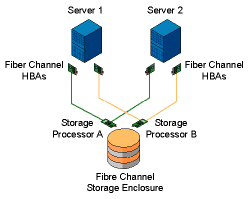 Server 1
Server 2
Fiber Channel
HBAs
Fiber Channel
HBAs
Storage
Processor A
Storage
Processor B
Fibre Channel
Storage Enclosure